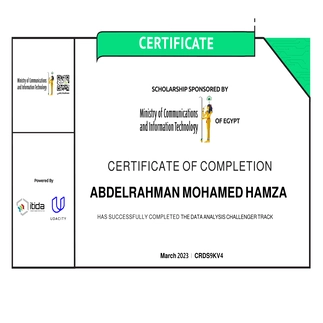 CERTIFICATE
SCHOLARSHIP SPONSORED BY
Ministry of Communications
and Information Technology
OF EGYPT
Ministry of Communications
and Information Technology
CERTIFICATE OF COMPLETION
ABDELRAHMAN MOHAMED HAMZA
HAS SUCCESSFULLY COMPLETED THE DATA ANALYSIS CHALLENGER TRACK
Powered By
itida
UDACITY
March 2023 | CRDS9KV4